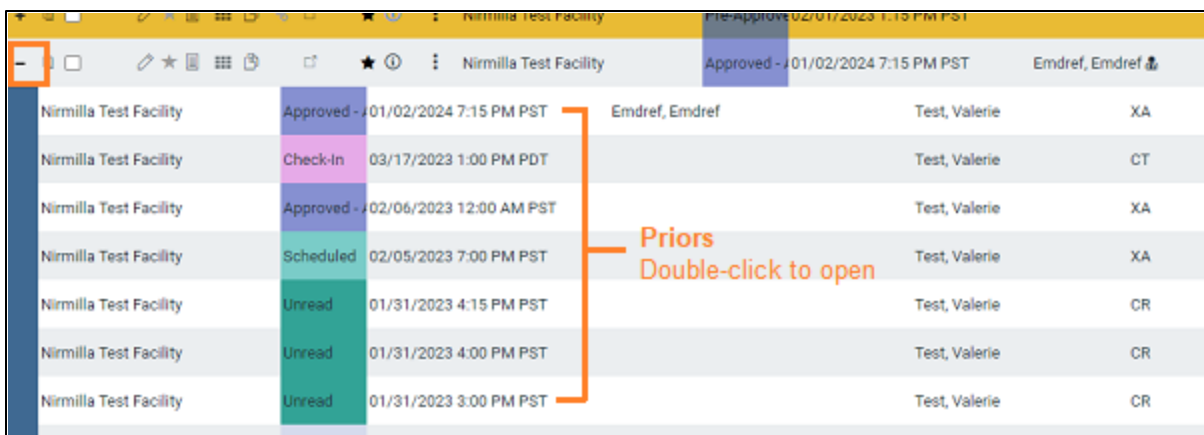 Nirmilla Test Facility Pre-Approve 02/01/2023 1:15 PM PST
Nirmilla Test Facility Approved - A 01/02/2024 7:15 PM PST Emdref, Emdref
Nirmilla Test Facility Approved - A 01/02/2024 7:15 PM PST Emdref, Emdref Test, Valerie XA
Nirmilla Test Facility Check-In 03/17/2023 1:00 PM PDT Test, Valerie CT
Nirmilla Test Facility Approved - A 02/06/2023 12:00 AM PST Test, Valerie XA
Priors
Nirmilla Test Facility Scheduled 02/05/2023 7:00 PM PST Test, Valerie XA
Double-click to open
Nirmilla Test Facility Unread 01/31/2023 4:15 PM PST Test, Valerie CR
Nirmilla Test Facility Unread 01/31/2023 4:00 PM PST Test, Valerie CR
Nirmilla Test Facility Unread 01/31/2023 3:00 PM PST Test, Valerie CR